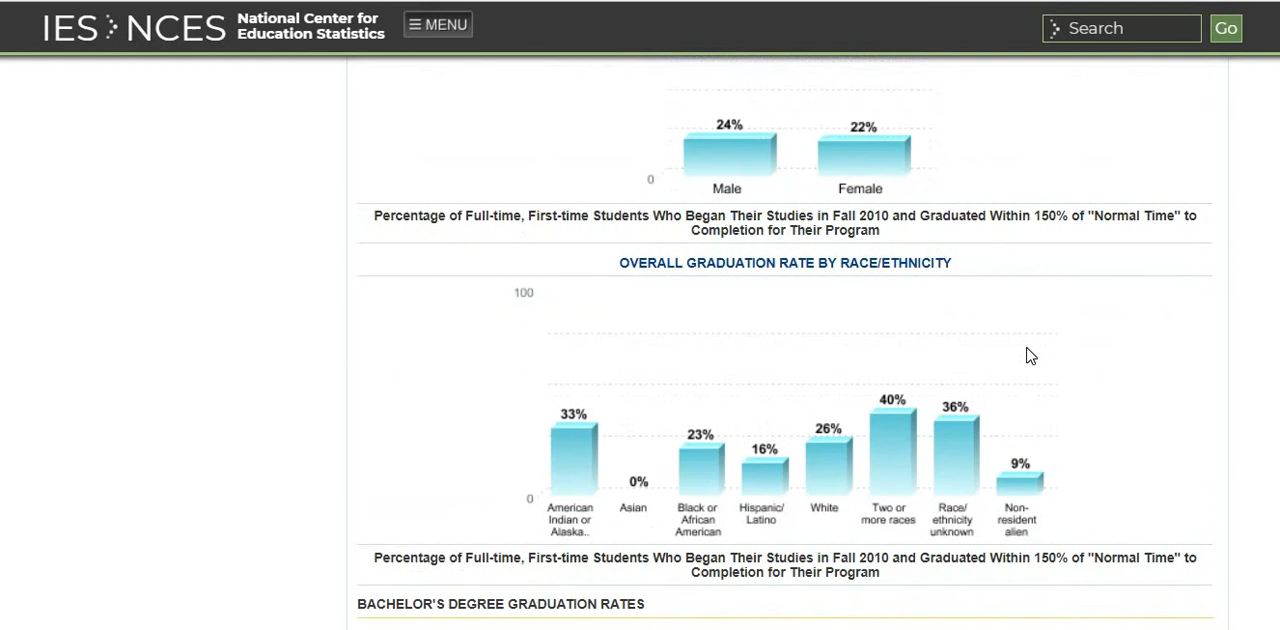 IES NCES National Center for
Education Statistics
☰ MENU
Search
Go
24%
22%
0
Male
Female
Percentage of Full-time, First-time Students Who Began Their Studies in Fall 2010 and Graduated Within 150% of "Normal Time" to
Completion for Their Program
OVERALL GRADUATION RATE BY RACE/ETHNICITY
100
33%
0%
23%
16%
26%
40%
36%
9%
0
American
Indian or
Alaska..
Asian
Black or
African
American
Hispanic/
Latino
White
Two or
more races
Race/
ethnicity
unknown
Non-
resident
alien
Percentage of Full-time, First-time Students Who Began Their Studies in Fall 2010 and Graduated Within 150% of "Normal Time" to
Completion for Their Program
BACHELOR'S DEGREE GRADUATION RATES